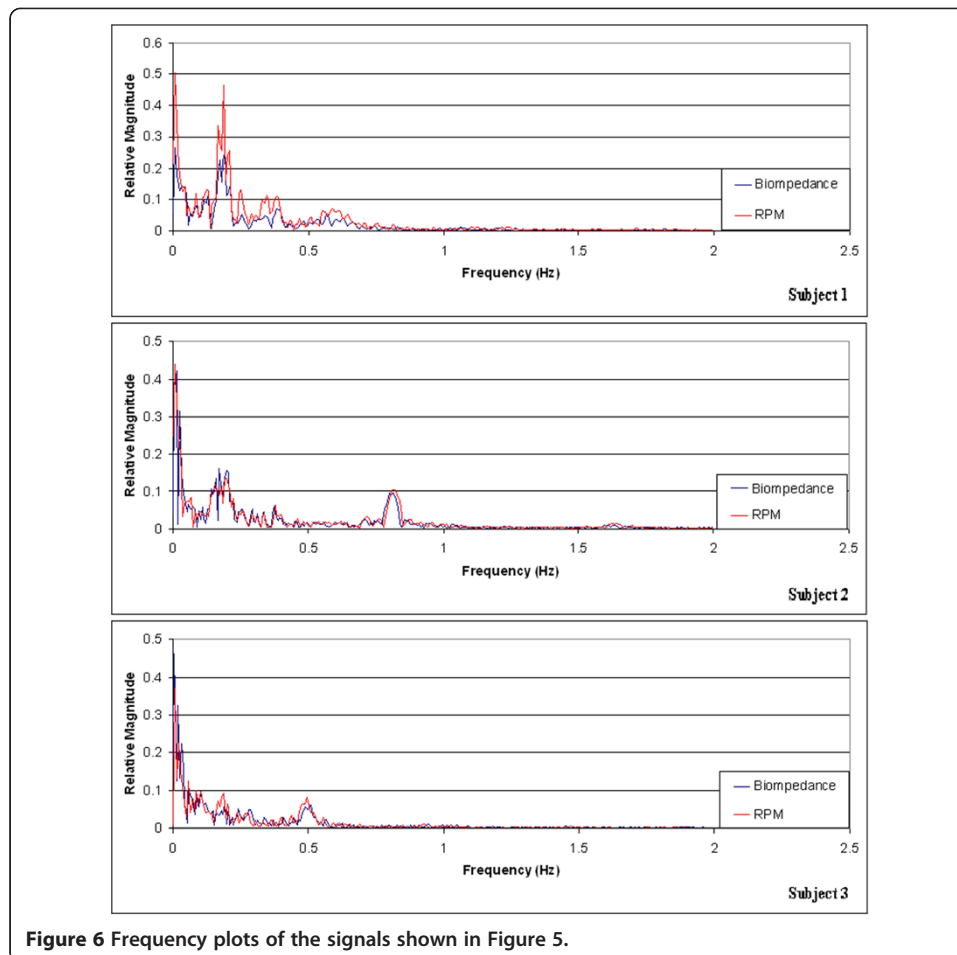 0.6
0.5
0.4
0.3
0.2
0.1
0
Relative Magnitude
Biompedance
RPM
0 0.5 1 1.5 2 2.5
Frequency (Hz)
Subject 1
0.5
0.4
0.3
0.2
0.1
0
Relative Magnitude
Biompedance
RPM
0 0.5 1 1.5 2 2.5
Frequency (Hz)
Subject 2
0.5
0.4
0.3
0.2
0.1
0
Relative Magnitude
Biompedance
RPM
0 0.5 1 1.5 2 2.5
Frequency (Hz)
Subject 3
Figure 6 Frequency plots of the signals shown in Figure 5.